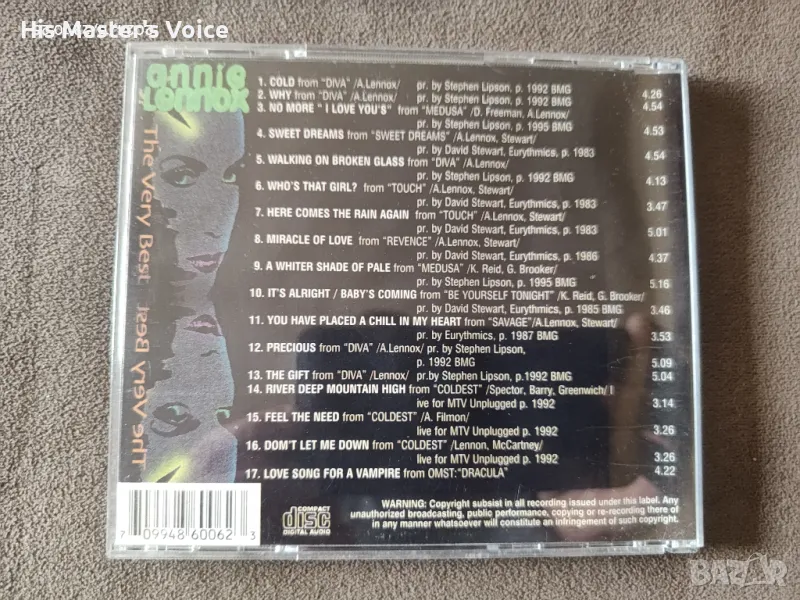 His Master's Voice
annie
Lennox
The Very Best
The Very Best
1. COLD from "DIVA" /A.Lennox/ pr. by Stephen Lipson, p. 1992 BMG 4.26
2. WHY from "DIVA" /A.Lennox/ pr. by Stephen Lipson, p. 1992 BMG 4.54
3. NO MORE " I LOVE YOU'S" from "MEDUSA" /D. Freeman, A.Lennox/
pr. by Stephen Lipson, p. 1995 BMG 4.53
4. SWEET DREAMS from "SWEET DREAMS" /A.Lennox, Stewart/
pr. by David Stewart, Eurythmics, p. 1983 4.54
5. WALKING ON BROKEN GLASS from "DIVA" /A.Lennox/
pr. by Stephen Lipson, p. 1992 BMG 4.13
6. WHO'S THAT GIRL? from "TOUCH" /A.Lennox, Stewart/
pr. by David Stewart, Eurythmics, p. 1983 3.47
7. HERE COMES THE RAIN AGAIN from "TOUCH" /A.Lennox, Stewart/
pr. by David Stewart, Eurythmics, p. 1983 5.01
8. MIRACLE OF LOVE from "REVENCE" /A.Lennox, Stewart/
pr. by David Stewart, Eurythmics, p. 1986 4.37
9. A WHITER SHADE OF PALE from "MEDUSA" /K. Reid, G. Brooker/
pr. by Stephen Lipson, p. 1995 BMG 5.16
10. IT'S ALRIGHT / BABY'S COMING from "BE YOURSELF TONIGHT" /K. Reid, G. Brooker/
pr. by David Stewart, Eurythmics, p. 1985 BMG 3.46
11. YOU HAVE PLACED A CHILL IN MY HEART from "SAVAGE"/A.Lennox, Stewart/
pr. by Eurythmics, p. 1987 BMG 3.53
12. PRECIOUS from "DIVA" /A.Lennox/ pr. by Stephen Lipson,
p. 1992 BMG 5.09
13. THE GIFT from "DIVA" /Lennox/ pr.by Stephen Lipson, p.1992 BMG 5.04
14. RIVER DEEP MOUNTAIN HIGH from "COLDEST" /Spector, Barry, Greenwich/ l
ive for MTV Unplugged p. 1992 3.14
15. FEEL THE NEED from "COLDEST" /A. Filmon/
live for MTV Unplugged p. 1992 3.26
16. DON'T LET ME DOWN from "COLDEST" /Lennon, McCartney/
live for MTV Unplugged p. 1992 3.26
17. LOVE SONG FOR A VAMPIRE from OMST:"DRACULA" 4.22
7 09948 60062 3
COMPACT
disc
DIGITAL AUDIO
WARNING: Copyright subsist in all recording issued under this label. Any
unauthorized broadcasting, public performance, copying or re-recording there of
in any manner whatsoever will constitute an infringement of such copyright.
BAZAR